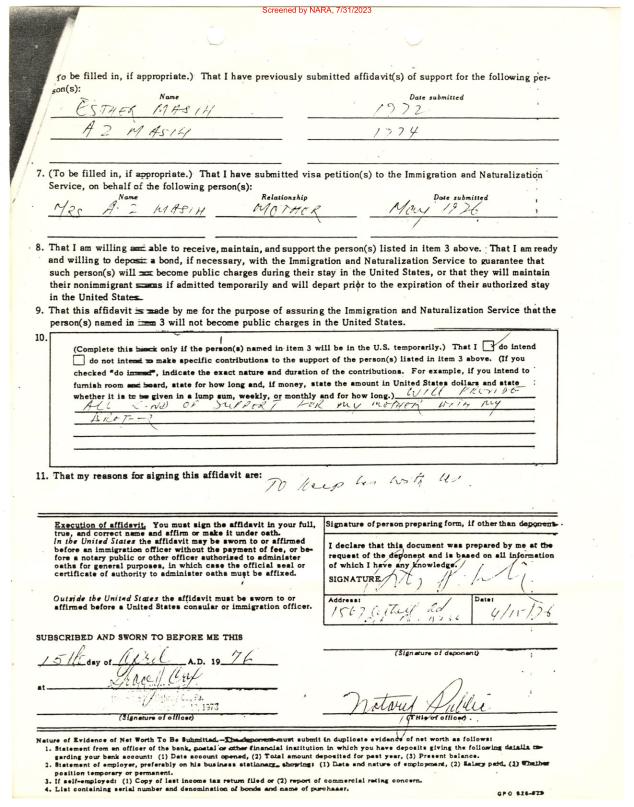 Screened by NARA, 7/31/2023
To be filled in, if appropriate.) That I have previously submitted affidavit(s) of support for the following per-
son(s):
Name Date submitted
ESTHER MASIH 1972
A Z MASIH 1974
7. (To be filled in, if appropriate.) That I have submitted visa petition(s) to the Immigration and Naturalization
Service, on behalf of the following person(s):
Name Relationship Date submitted
Mrs A. Z MASIH MOTHER May 1976
8. That I am willing and able to receive, maintain, and support the person(s) listed in item 3 above. That I am ready
and willing to deposit a bond, if necessary, with the Immigration and Naturalization Service to guarantee that
such person(s) will not become public charges during their stay in the United States, or that they will maintain
their nonimmigrant status if admitted temporarily and will depart prior to the expiration of their authorized stay
in the United States.
9. That this affidavit is made by me for the purpose of assuring the Immigration and Naturalization Service that the
person(s) named in item 3 will not become public charges in the United States.
10.
(Complete this block only if the person(s) named in item 3 will be in the U.S. temporarily.) That I do intend
do not intend to make specific contributions to the support of the person(s) listed in item 3 above. (If you
checked "do intend", indicate the exact nature and duration of the contributions. For example, if you intend to
furnish room and board, state for how long and, if money, state the amount in United States dollars and state
whether it is to be given in a lump sum, weekly, or monthly and for how long.) WILL PROVIDE
ALL KIND OF SUPPORT FOR MY MOTHER WITH MY
11. That my reasons for signing this affidavit are: To keep her with us.
Execution of affidavit. You must sign the affidavit in your full,
true, and correct name and affirm or make it under oath.
In the United States the affidavit may be sworn to or affirmed
before an immigration officer without the payment of fee, or be-
fore a notary public or other officer authorized to administer
oaths for general purposes, in which case the official seal or
certificate of authority to administer oaths must be affixed.
Outside the United States the affidavit must be sworn to or
affirmed before a United States consular or immigration officer.
Signature of person preparing form, if other than deponent.
I declare that this document was prepared by me at the
request of the deponent and is based on all information
of which I have any knowledge.
SIGNATURE
Address: Date:
1567 Rd 4/15/76
SUBSCRIBED AND SWORN TO BEFORE ME THIS
15th day of April A.D. 19 76
(Signature of deponent)
at
Notary Public
(Signature of officer) (Title of officer)
Nature of Evidence of Net Worth To Be Submitted. The deponent must submit in duplicate evidence of net worth as follows:
1. Statement from an officer of the bank, postal or other financial institution in which you have deposits giving the following details re-
garding your bank account: (1) Date account opened, (2) Total amount deposited for past year, (3) Present balance.
2. Statement of employer, preferably on his business stationary, showing: (1) Date and nature of employment, (2) Salary paid, (3) Whether
position temporary or permanent.
3. If self-employed: (1) Copy of last income tax return filed or (2) report of commercial rating concern.
4. List containing serial number and denomination of bonds and name of purchaser.